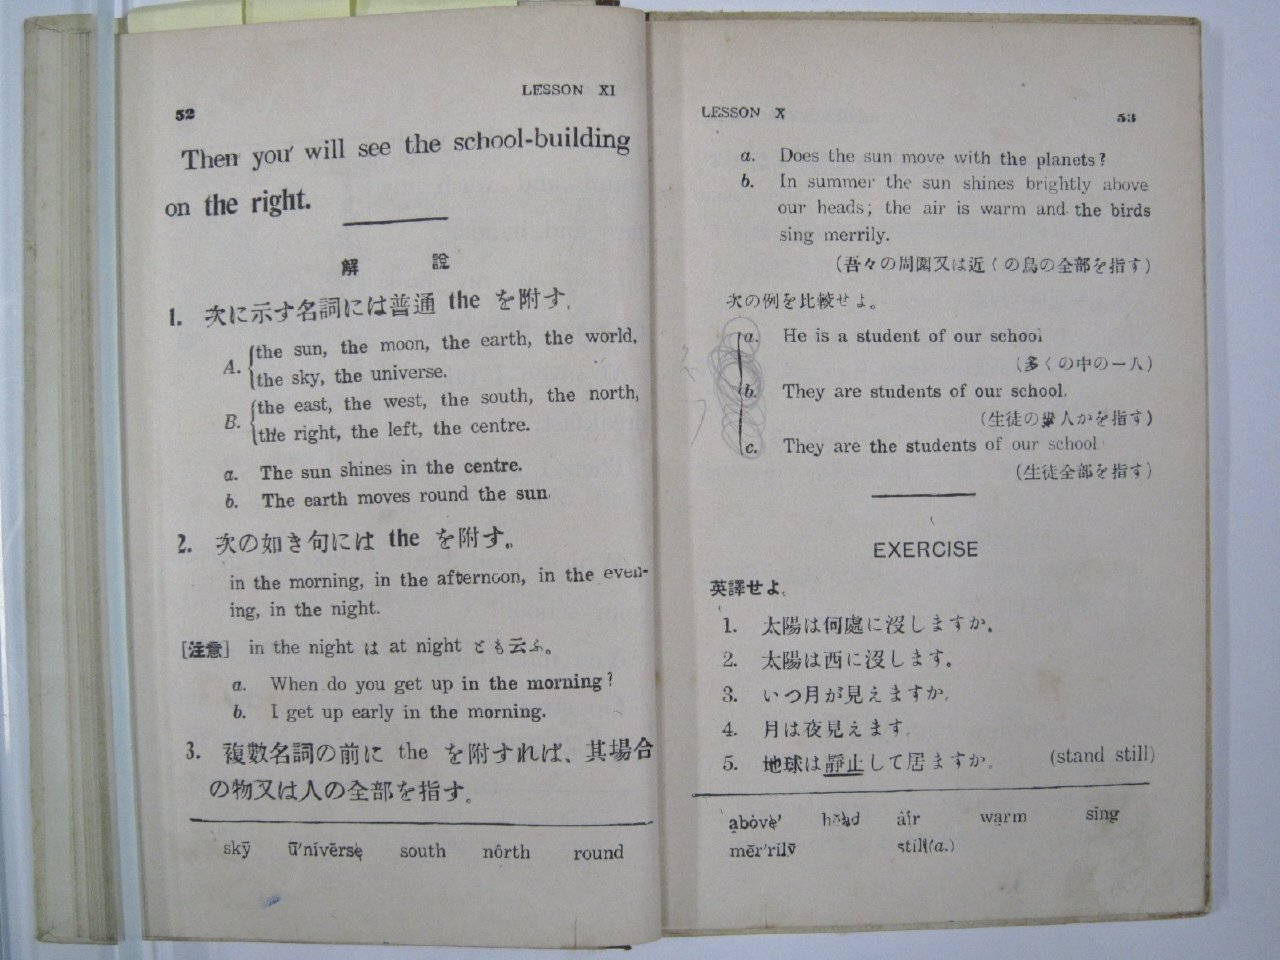 52
LESSON XI
Then you will see the school-building
on the right.
解 說
1. 次に示す名詞には普通 the を附す。
A. the sun, the moon, the earth, the world,
the sky, the universe.
B. the east, the west, the south, the north,
the right, the left, the centre.
a. The sun shines in the centre.
b. The earth moves round the sun.
2. 次の如き句には the を附す。
in the morning, in the afternoon, in the even-
ing, in the night.
[注意] in the night は at night とも云ふ。
a. When do you get up in the morning?
b. I get up early in the morning.
3. 複數名詞の前に the を附すれば、其場合
の物又は人の全部を指す。
skȳ ū'nivērse south nôrth round
LESSON X
53
a. Does the sun move with the planets?
b. In summer the sun shines brightly above
our heads; the air is warm and the birds
sing merrily.
(吾々の周圍又は近くの鳥の全部を指す)
次の例を比較せよ。
a. He is a student of our school
(多くの中の一人)
b. They are students of our school.
(生徒の幾人かを指す)
c. They are the students of our school
(生徒全部を指す)
EXERCISE
英譯せよ。
1. 太陽は何處に沒しますか。
2. 太陽は西に沒します。
3. いつ月が見えますか。
4. 月は夜見えます。
5. 地球は靜止して居ますか。 (stand still)
above' hĕad âir warm sing
mĕr'rilў still(a.)